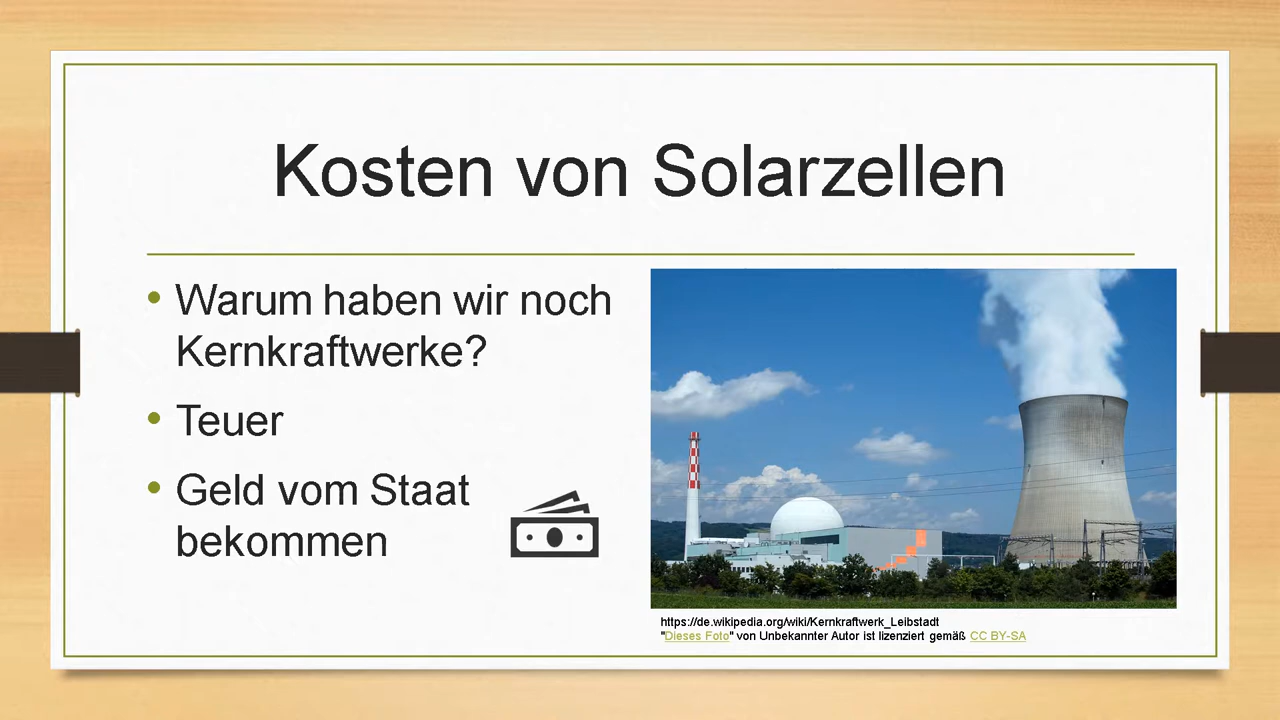 Kosten von Solarzellen
• Warum haben wir noch
Kernkraftwerke?
• Teuer
• Geld vom Staat
bekommen
https://de.wikipedia.org/wiki/Kernkraftwerk_Leibstadt
"Dieses Foto" von Unbekannter Autor ist lizenziert gemäß CC BY-SA